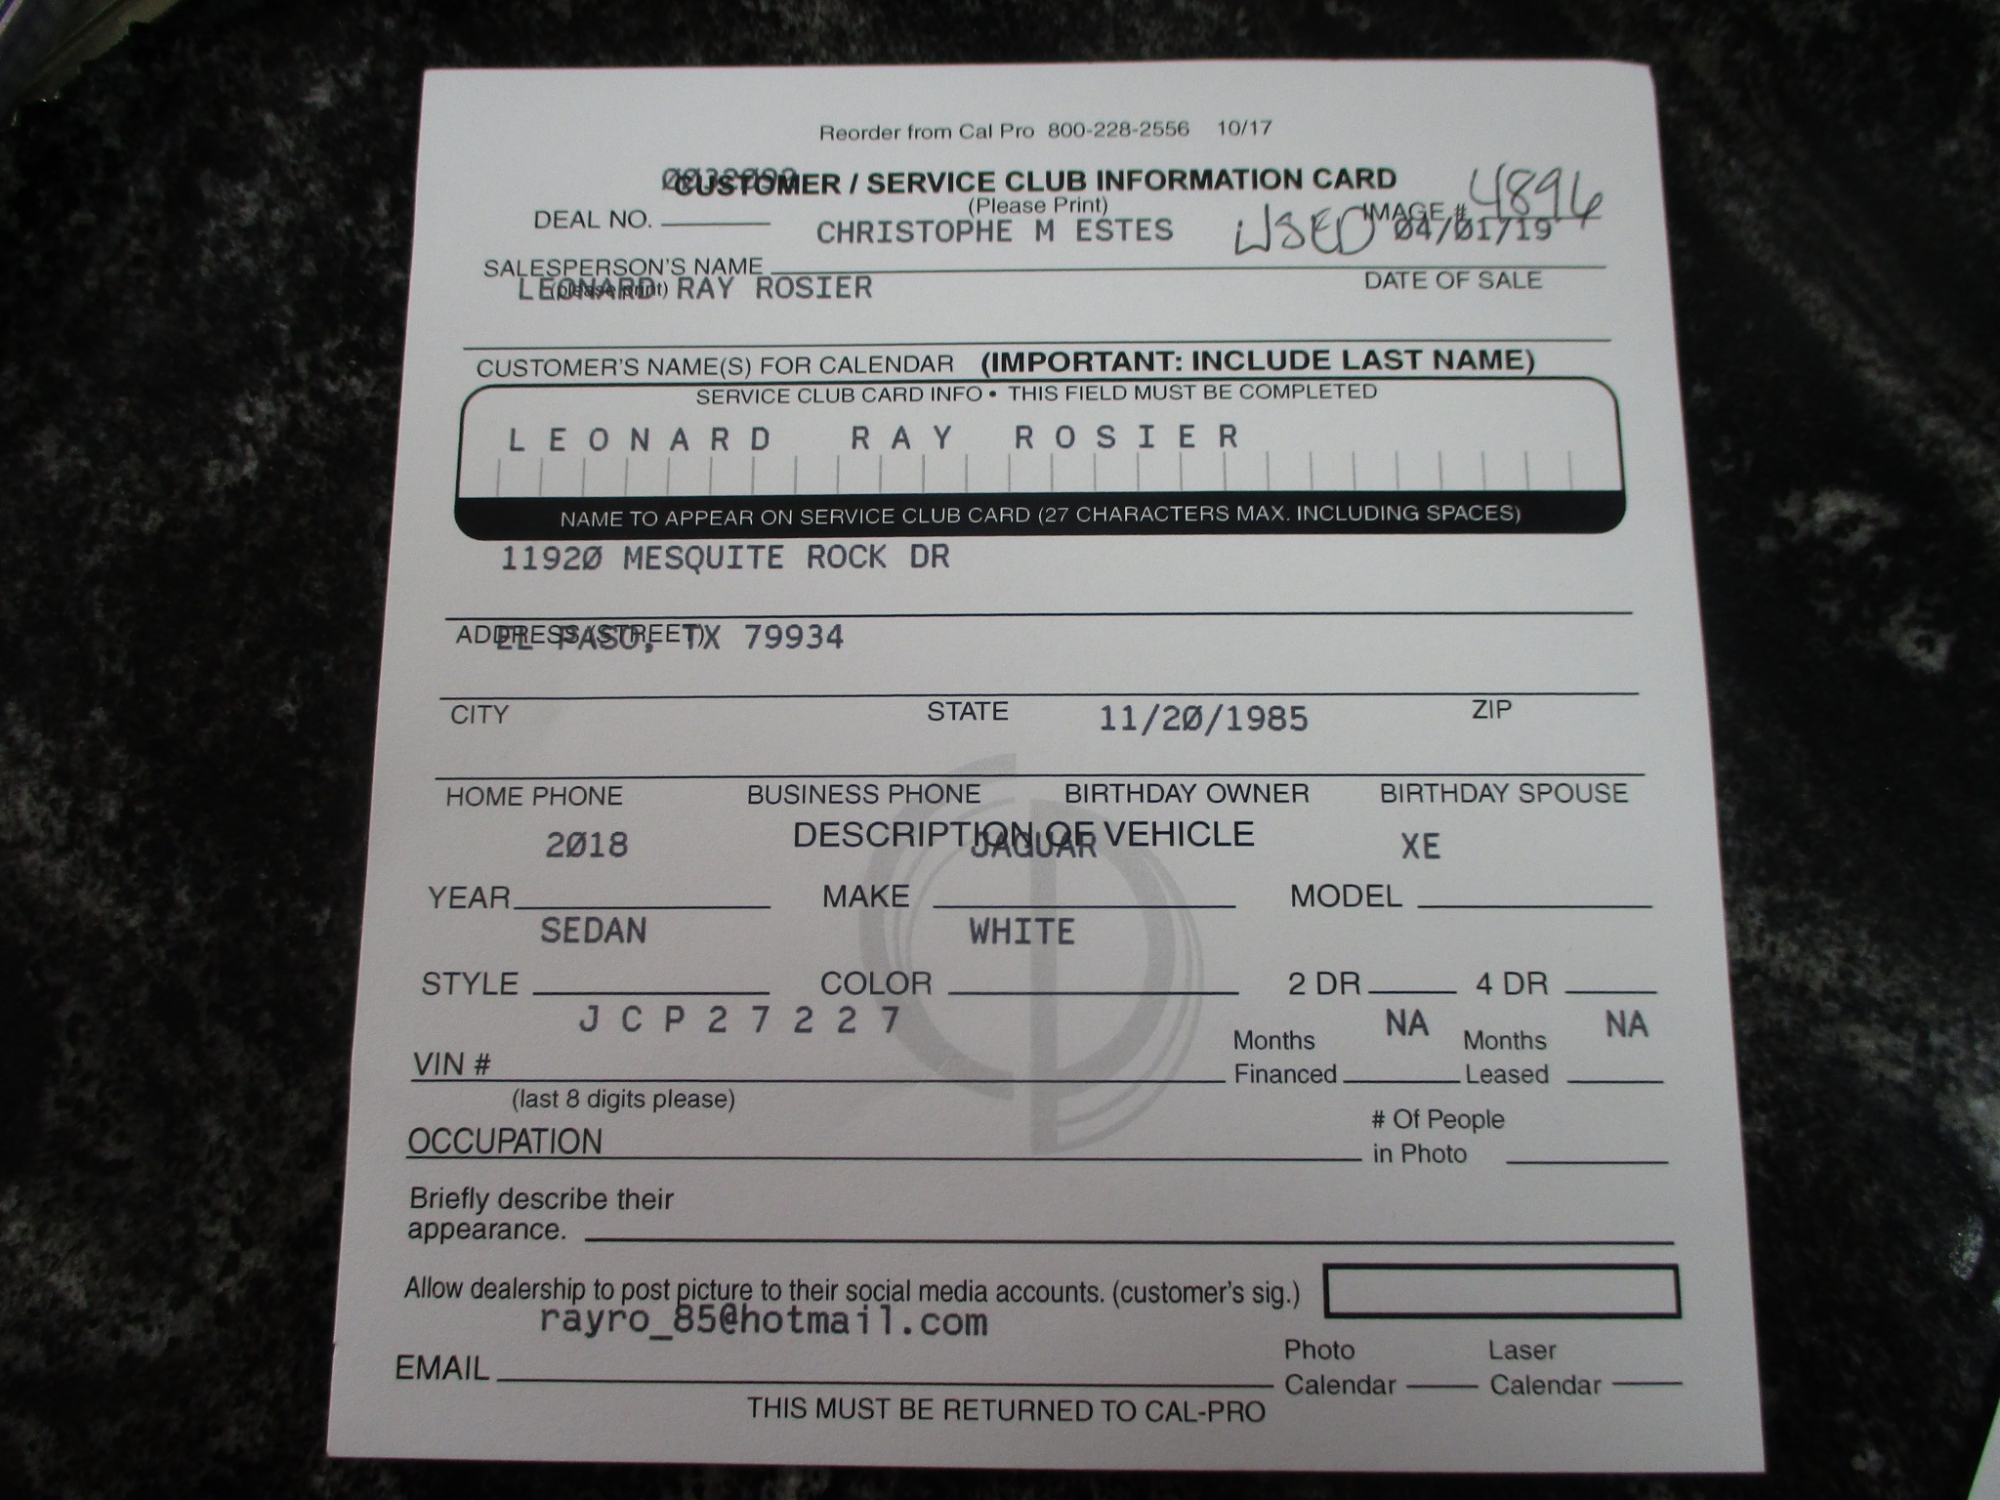 Reorder from Cal Pro 800-228-2556 10/17
CUSTOMER / SERVICE CLUB INFORMATION CARD
(Please Print)
DEAL NO.
IMAGE # 4896
CHRISTOPHE M ESTES USED 04/01/19
SALESPERSON'S NAME
(please print)
DATE OF SALE
LEONARD RAY ROSIER
CUSTOMER'S NAME(S) FOR CALENDAR (IMPORTANT: INCLUDE LAST NAME)
SERVICE CLUB CARD INFO • THIS FIELD MUST BE COMPLETED
LEONARD RAY ROSIER
NAME TO APPEAR ON SERVICE CLUB CARD (27 CHARACTERS MAX. INCLUDING SPACES)
11920 MESQUITE ROCK DR
ADDRESS (STREET)
EL PASO, TX 79934
CITY STATE ZIP
11/20/1985
HOME PHONE BUSINESS PHONE BIRTHDAY OWNER BIRTHDAY SPOUSE
DESCRIPTION OF VEHICLE
2018 JAGUAR XE
YEAR MAKE MODEL
SEDAN WHITE
STYLE COLOR 2 DR 4 DR
JCP27227 NA NA
VIN # Months Financed Months Leased
(last 8 digits please)
OCCUPATION # Of People in Photo
Briefly describe their
appearance.
Allow dealership to post picture to their social media accounts. (customer's sig.)
rayro_85@hotmail.com
EMAIL Photo Calendar Laser Calendar
THIS MUST BE RETURNED TO CAL-PRO